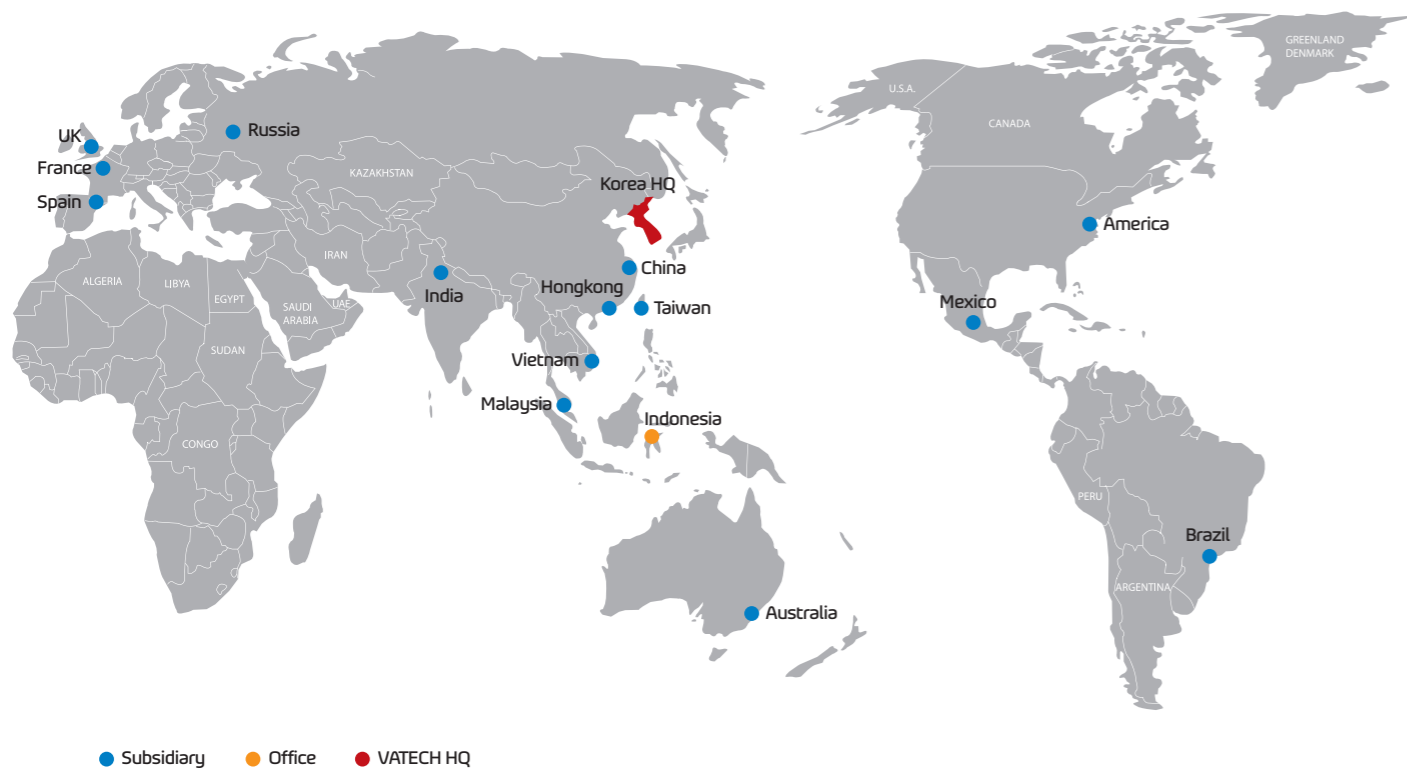 GREENLAND
DENMARK
U.S.A.
CANADA
UK
Russia
France
KAZAKHSTAN
Korea HQ
Spain
America
IRAN
China
ALGERIA
LIBYA
EGYPT
SAUDI
ARABIA
UAE
India
Hongkong
Taiwan
Mexico
SUDAN
Vietnam
Malaysia
Indonesia
CONGO
PERU
Brazil
ARGENTINA
Australia
Subsidiary
Office
VATECH HQ